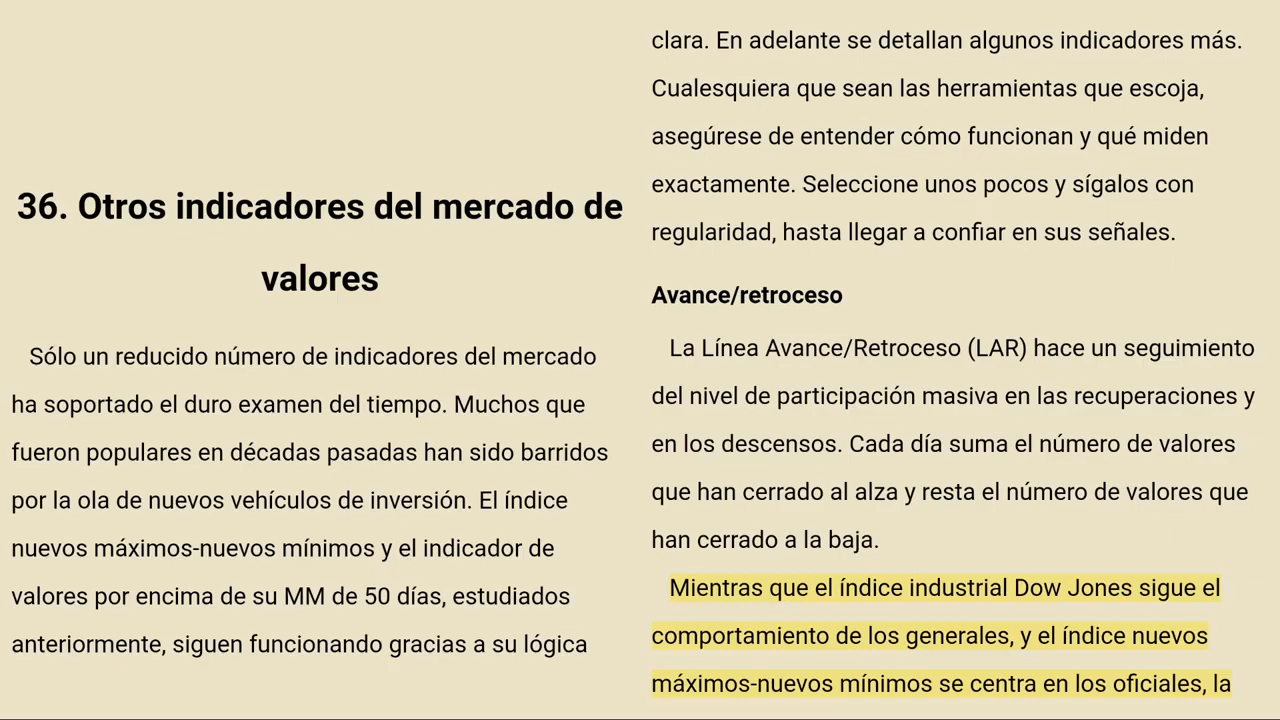 36. Otros indicadores del mercado de
valores
Sólo un reducido número de indicadores del mercado
ha soportado el duro examen del tiempo. Muchos que
fueron populares en décadas pasadas han sido barridos
por la ola de nuevos vehículos de inversión. El índice
nuevos máximos-nuevos mínimos y el indicador de
valores por encima de su MM de 50 días, estudiados
anteriormente, siguen funcionando gracias a su lógica
clara. En adelante se detallan algunos indicadores más.
Cualesquiera que sean las herramientas que escoja,
asegúrese de entender cómo funcionan y qué miden
exactamente. Seleccione unos pocos y sígalos con
regularidad, hasta llegar a confiar en sus señales.
Avance/retroceso
La Línea Avance/Retroceso (LAR) hace un seguimiento
del nivel de participación masiva en las recuperaciones y
en los descensos. Cada día suma el número de valores
que han cerrado al alza y resta el número de valores que
han cerrado a la baja.
Mientras que el índice industrial Dow Jones sigue el
comportamiento de los generales, y el índice nuevos
máximos-nuevos mínimos se centra en los oficiales, la